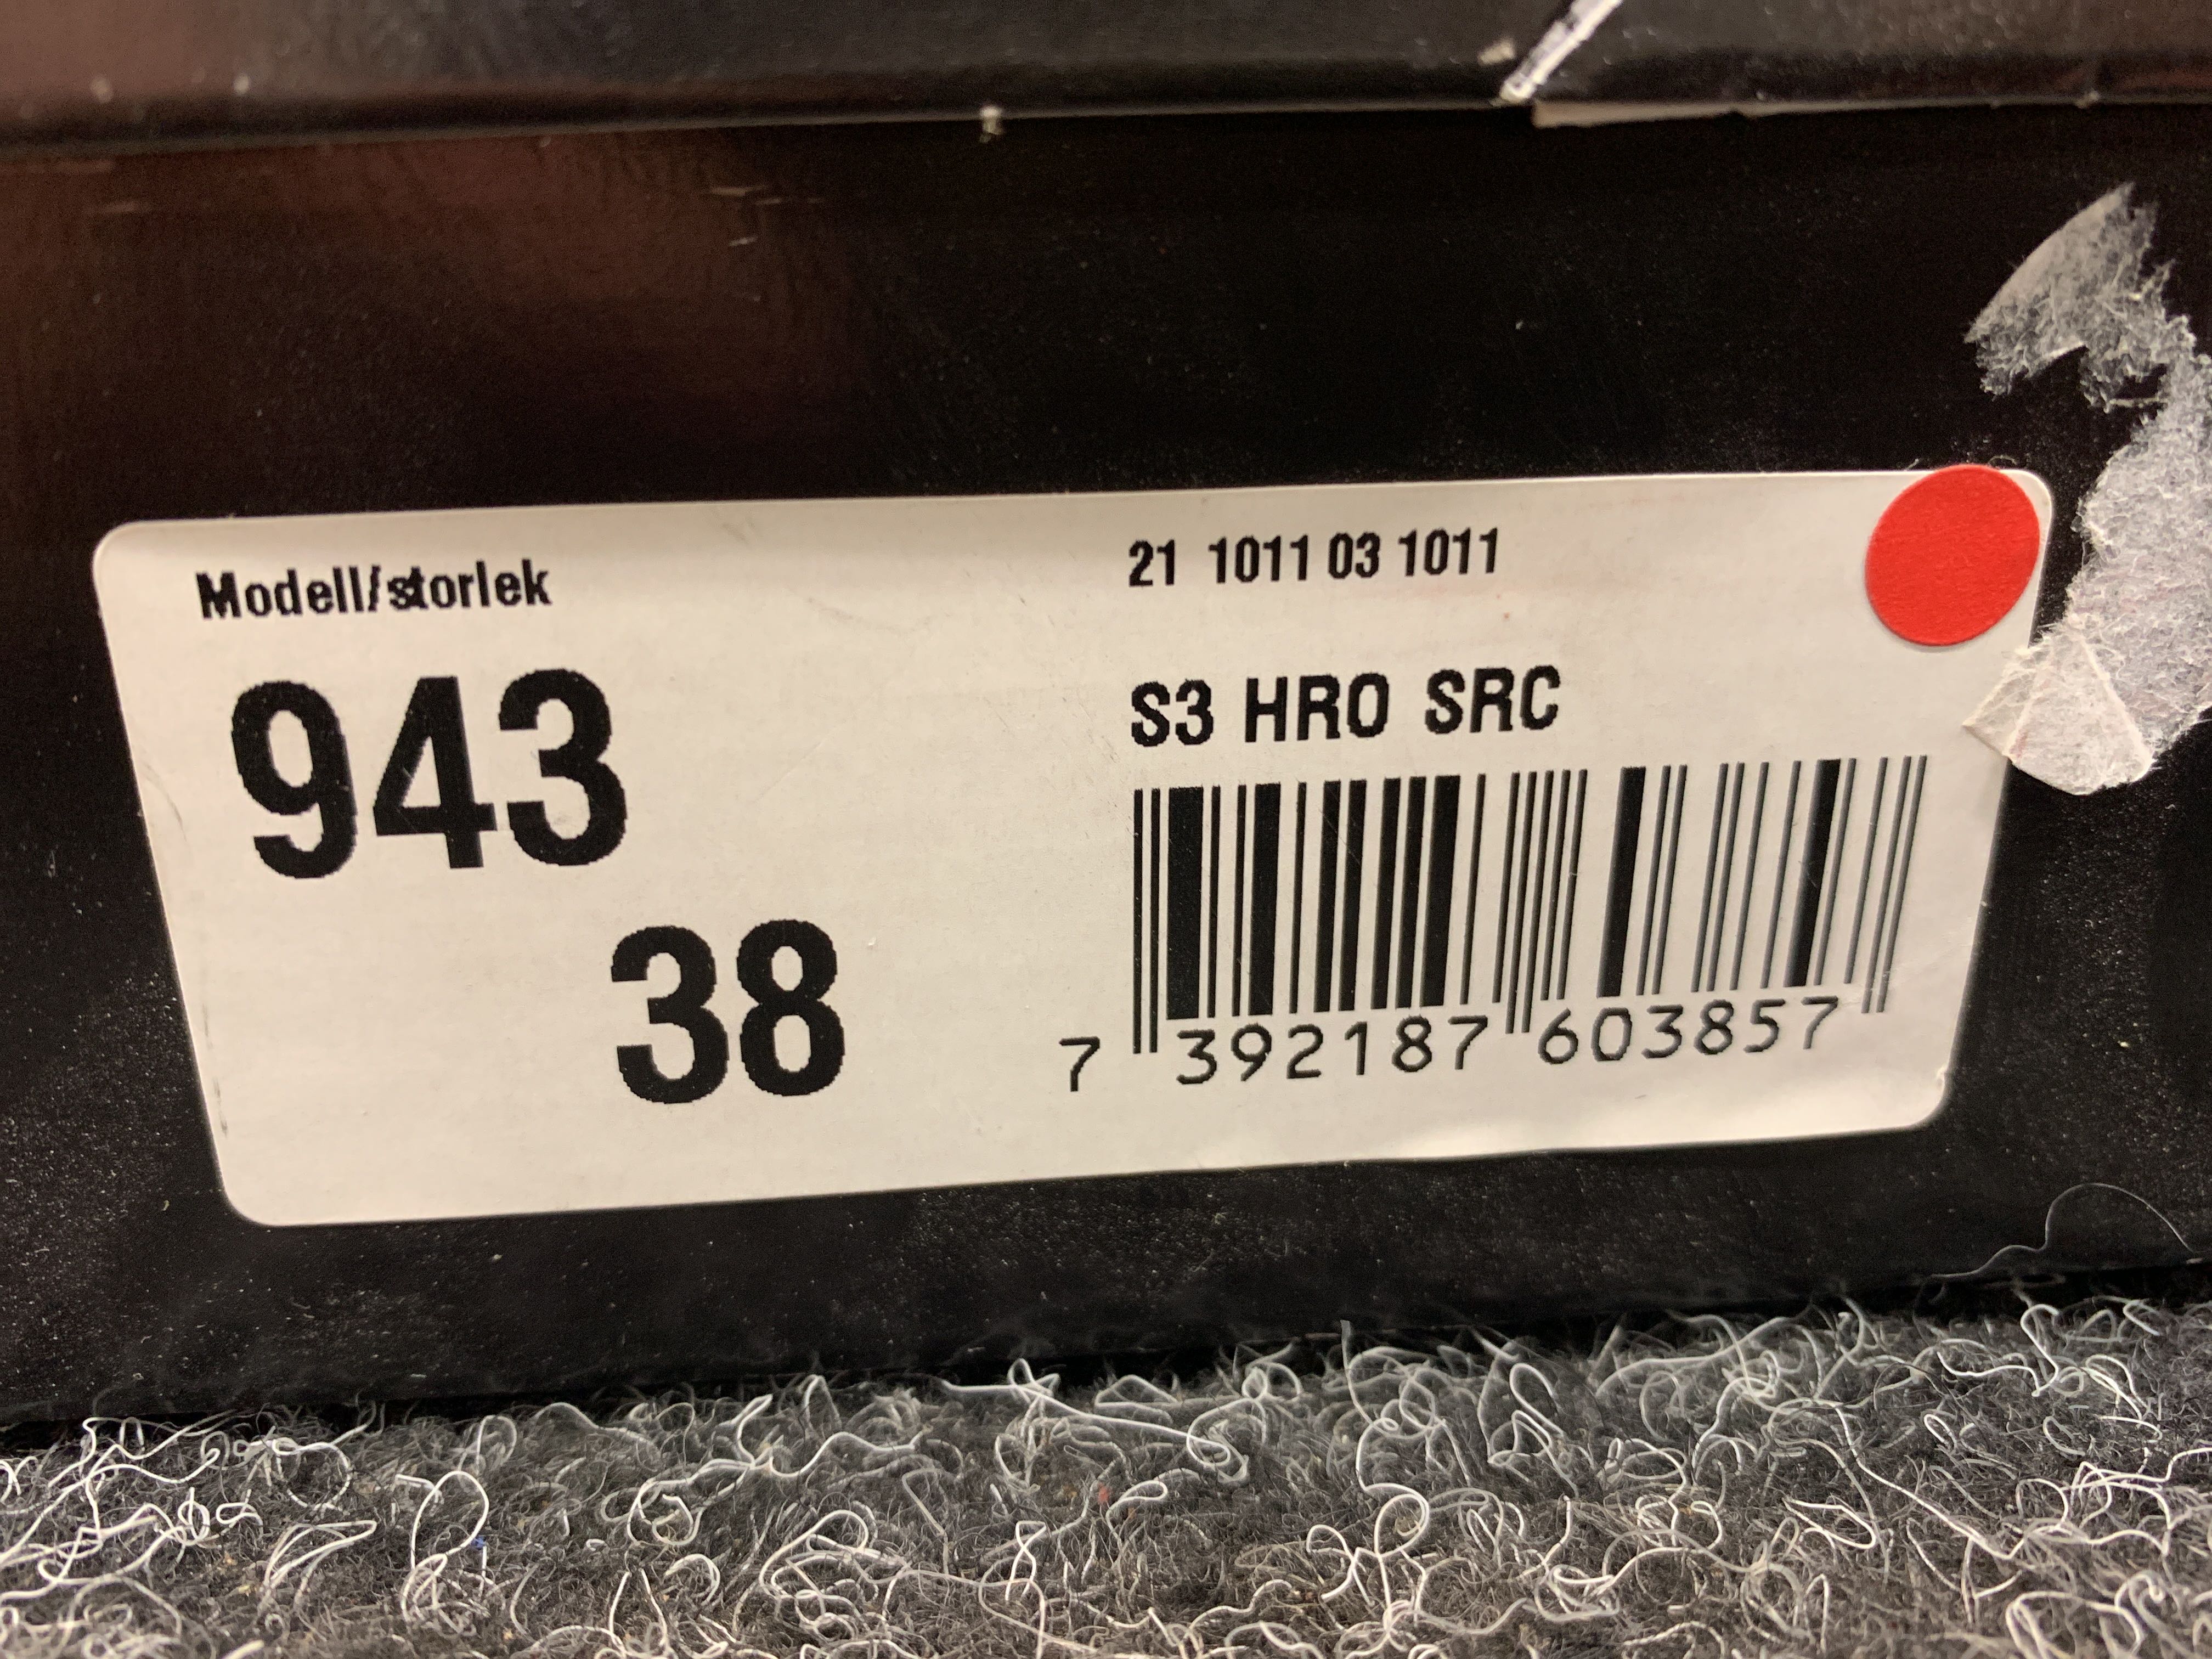 Modell/storlek
943
38
21 1011 03 1011
S3 HRO SRC
7 392187 603857